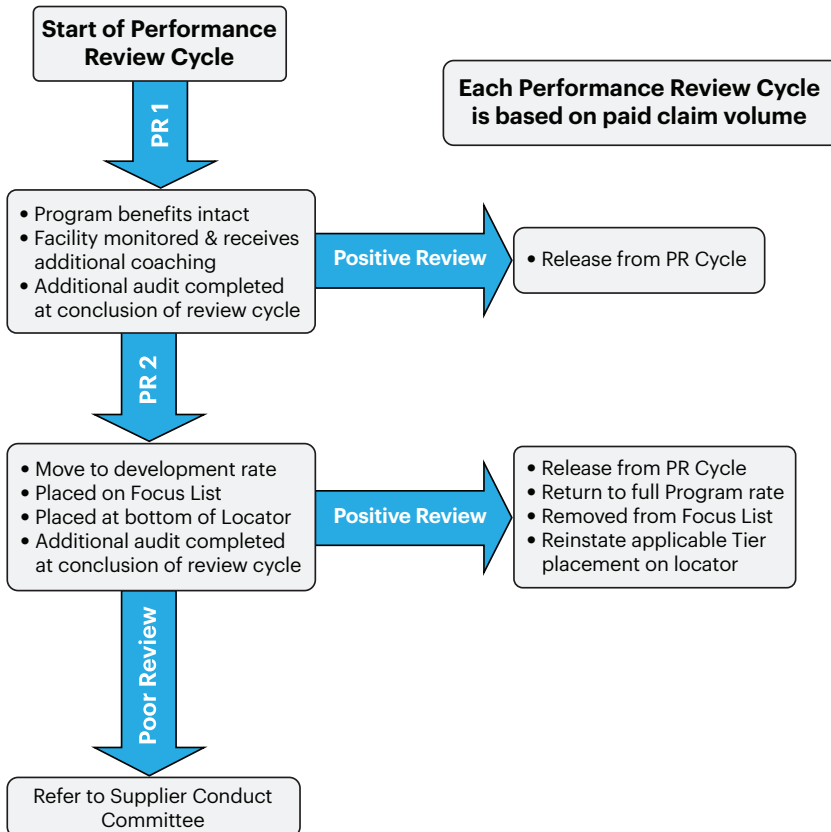 Start of Performance
Review Cycle
Each Performance Review Cycle
is based on paid claim volume
PR 1
• Program benefits intact
• Facility monitored & receives
additional coaching
• Additional audit completed
at conclusion of review cycle
Positive Review
• Release from PR Cycle
PR 2
• Move to development rate
• Placed on Focus List
• Placed at bottom of Locator
• Additional audit completed
at conclusion of review cycle
Positive Review
• Release from PR Cycle
• Return to full Program rate
• Removed from Focus List
• Reinstate applicable Tier
placement on locator
Poor Review
Refer to Supplier Conduct
Committee